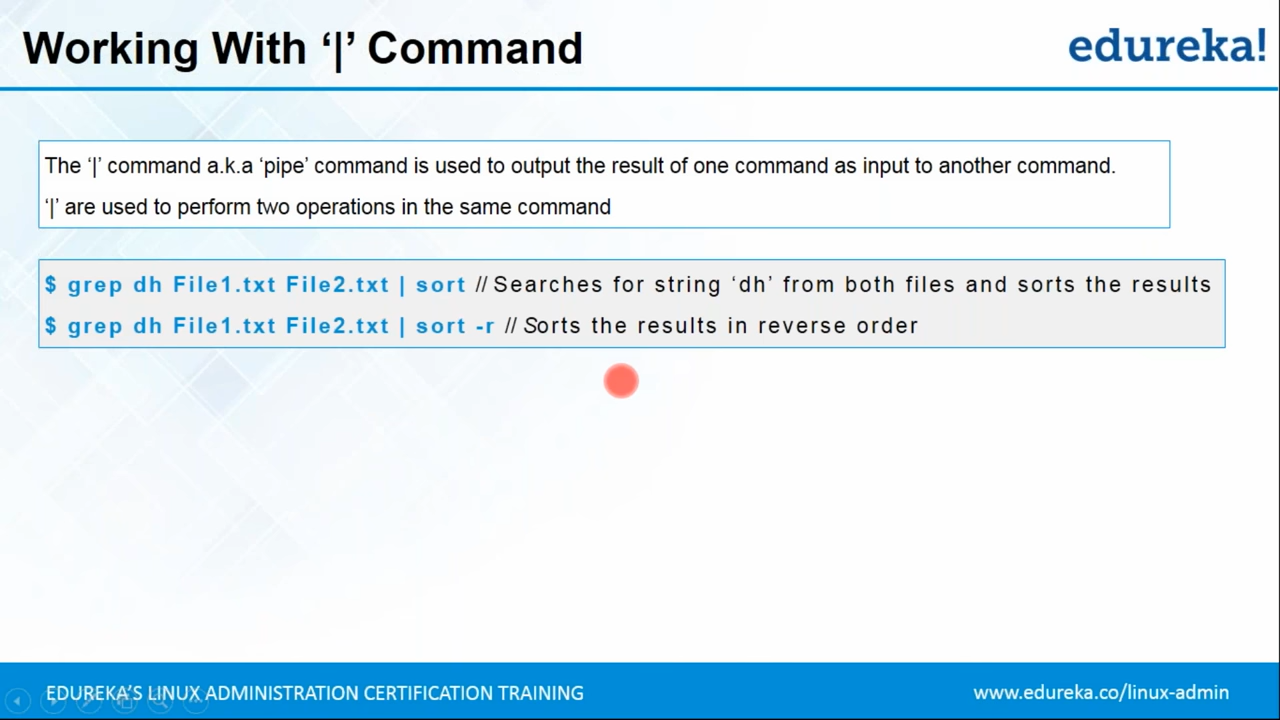 Working With ‘|’ Command
edureka!
The ‘|’ command a.k.a ‘pipe’ command is used to output the result of one command as input to another command.
‘|’ are used to perform two operations in the same command
$ grep dh File1.txt File2.txt | sort // Searches for string ‘dh’ from both files and sorts the results
$ grep dh File1.txt File2.txt | sort -r // Sorts the results in reverse order
EDUREKA’S LINUX ADMINISTRATION CERTIFICATION TRAINING
www.edureka.co/linux-admin